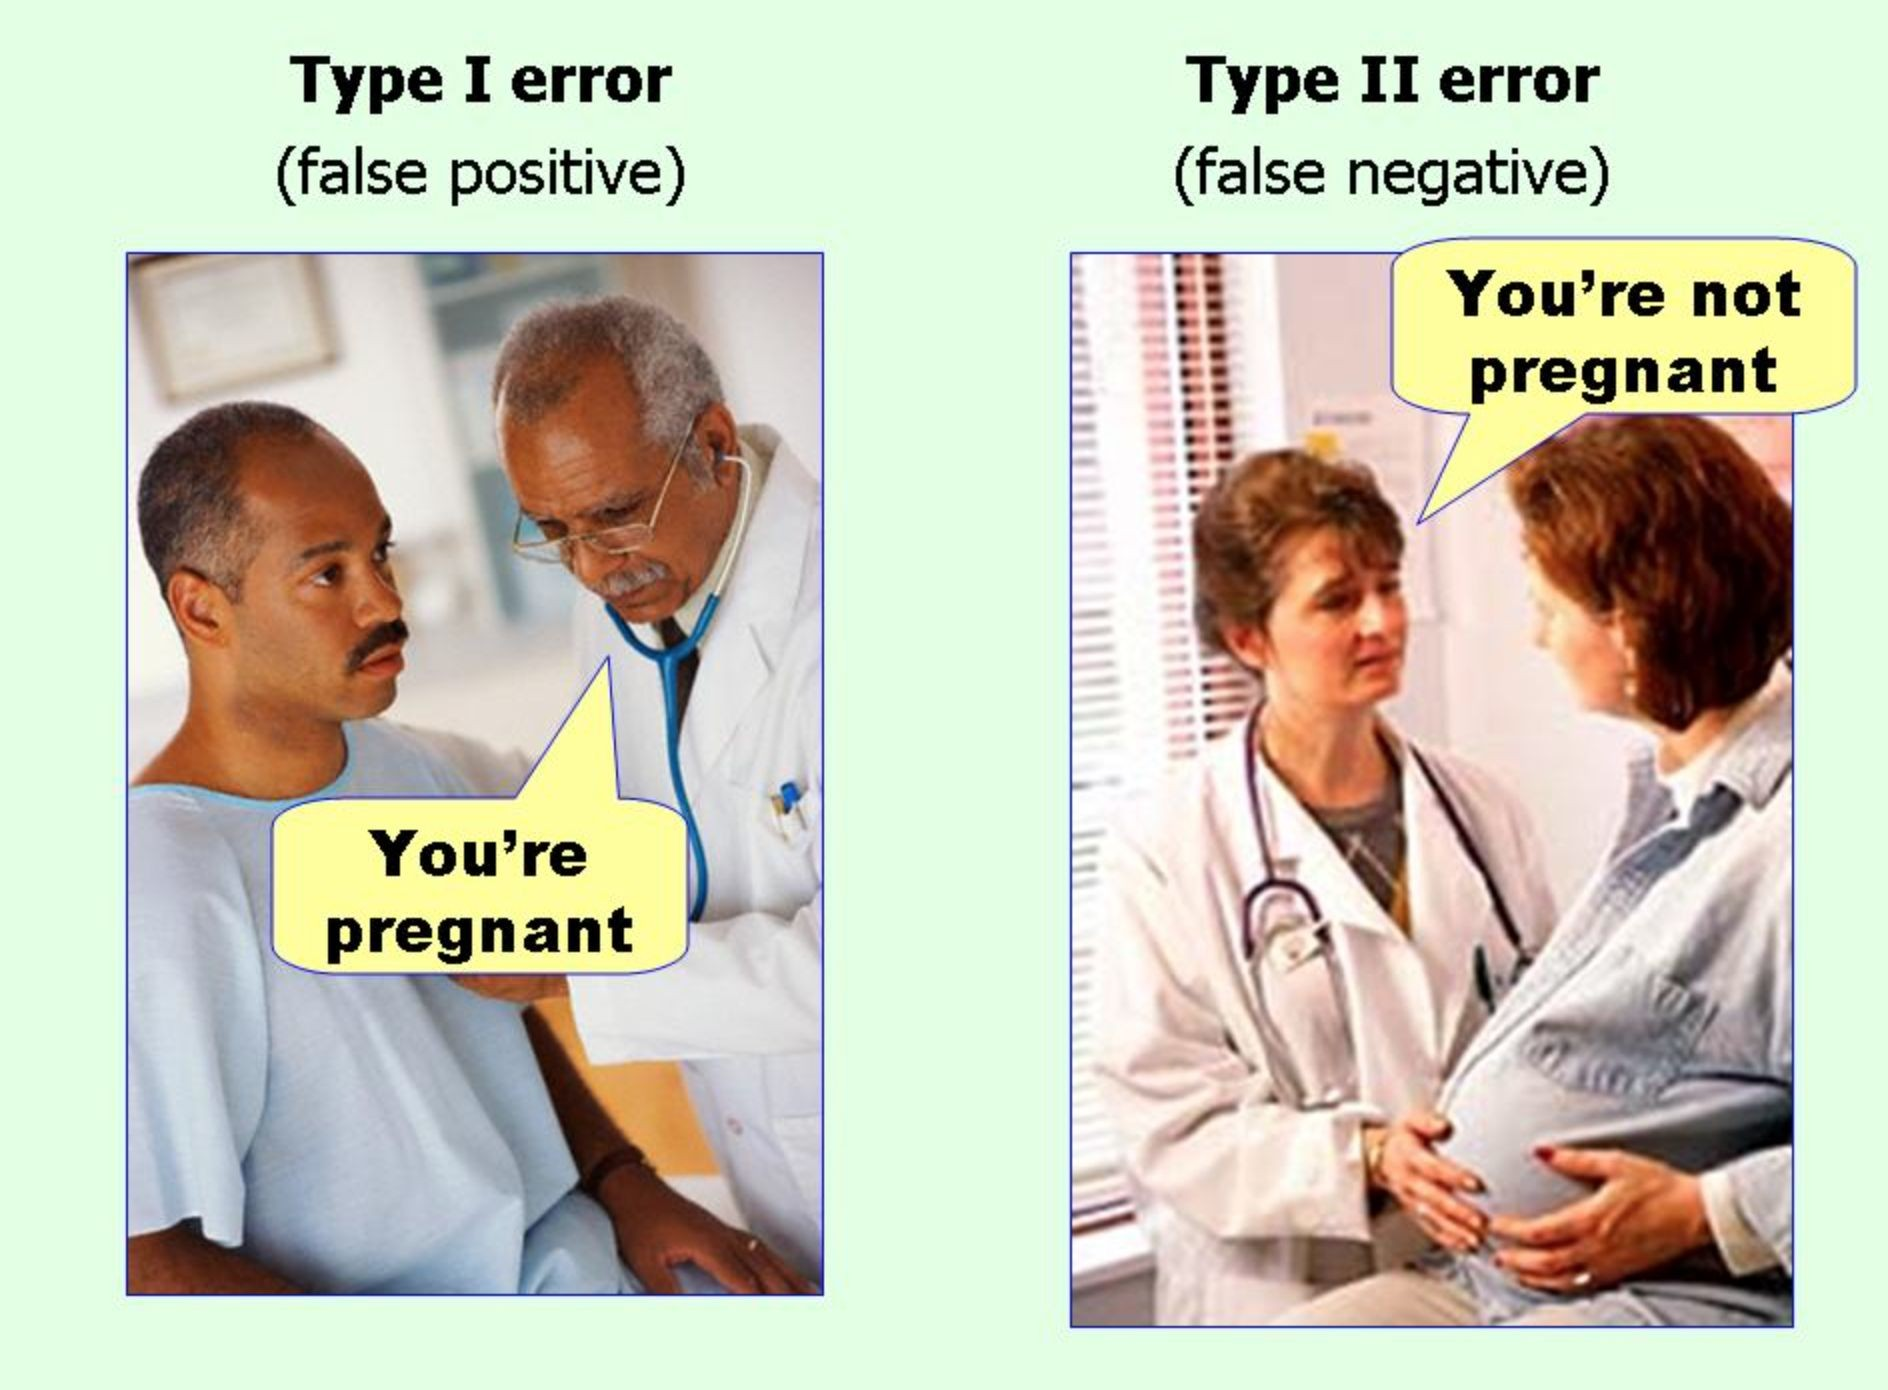 Type I error
(false positive)
You're
pregnant
Type II error
(false negative)
You're not
pregnant